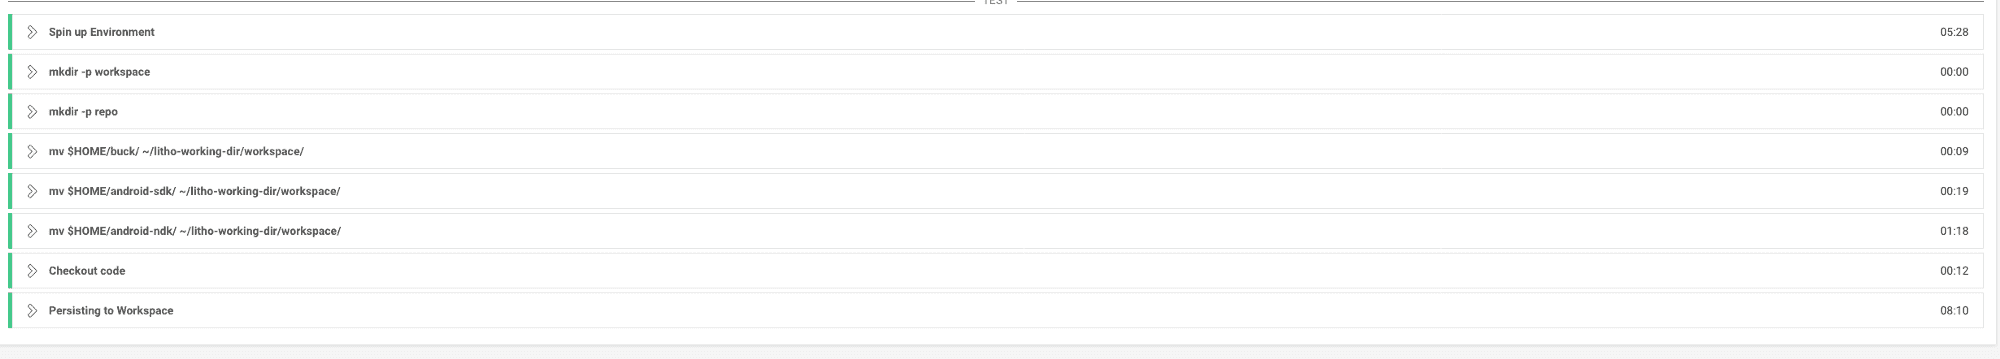 TEST
Spin up Environment 05:28
mkdir -p workspace 00:00
mkdir -p repo 00:00
mv $HOME/buck/ ~/litho-working-dir/workspace/ 00:09
mv $HOME/android-sdk/ ~/litho-working-dir/workspace/ 00:19
mv $HOME/android-ndk/ ~/litho-working-dir/workspace/ 01:18
Checkout code 00:12
Persisting to Workspace 08:10